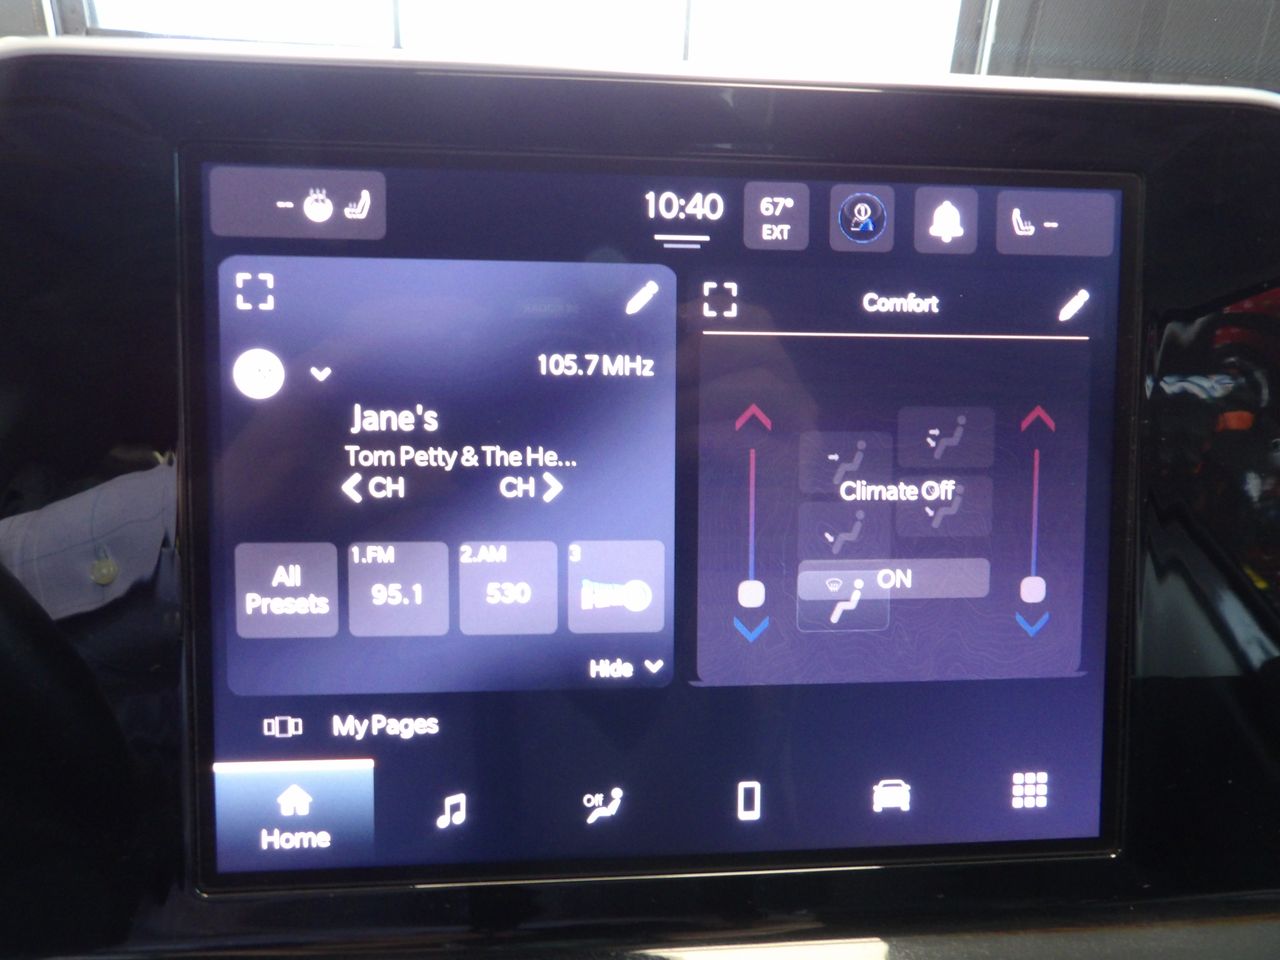 10:40
67°
EXT
Comfort
105.7 MHz
Jane's
Tom Petty & The He...
CH
CH
Climate Off
ON
All
Presets
1.FM
95.1
2.AM
530
3
Hide
My Pages
Off
Home